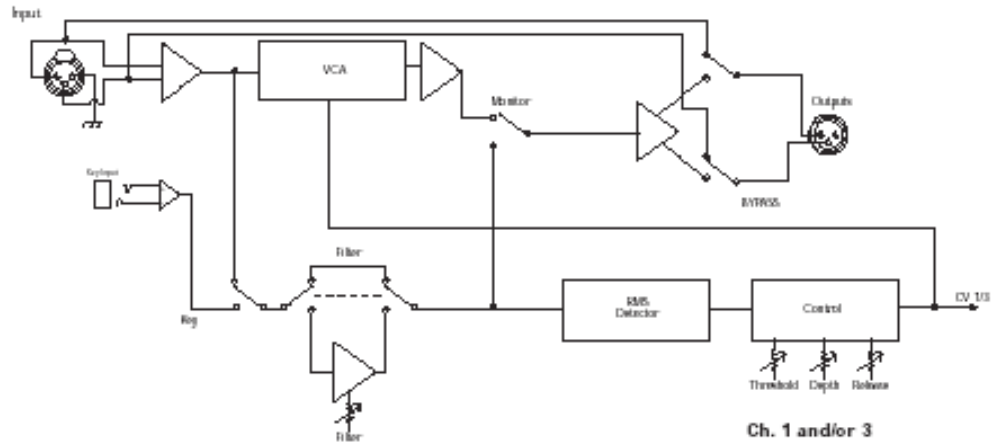 Input
VCA
Monitor
Outputs
Key Input
BYPASS
Filter
Key
RMS
Detector
Control
CV 1/3
Threshold Depth Release
Filter
Ch. 1 and/or 3